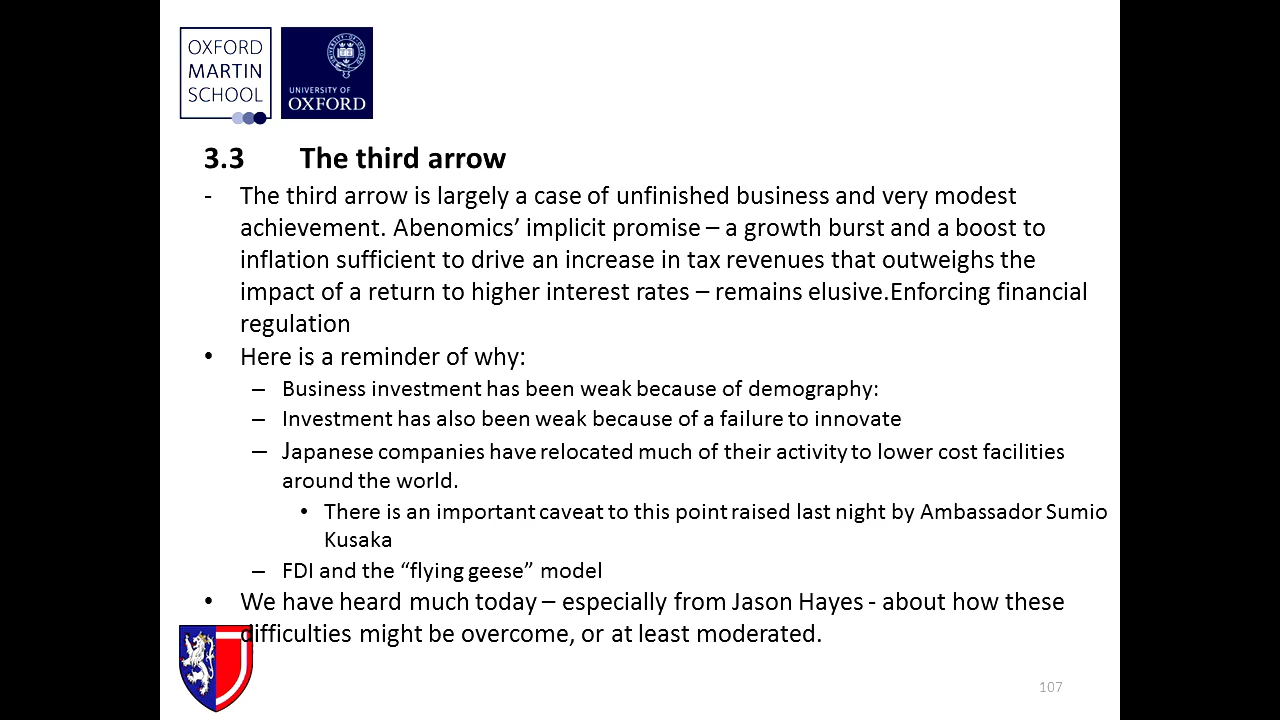 OXFORD
MARTIN
SCHOOL
UNIVERSITY OF
OXFORD
3.3 The third arrow
- The third arrow is largely a case of unfinished business and very modest
achievement. Abenomics’ implicit promise – a growth burst and a boost to
inflation sufficient to drive an increase in tax revenues that outweighs the
impact of a return to higher interest rates – remains elusive.Enforcing financial
regulation
• Here is a reminder of why:
– Business investment has been weak because of demography:
– Investment has also been weak because of a failure to innovate
– Japanese companies have relocated much of their activity to lower cost facilities
around the world.
• There is an important caveat to this point raised last night by Ambassador Sumio
Kusaka
– FDI and the “flying geese” model
• We have heard much today – especially from Jason Hayes - about how these
difficulties might be overcome, or at least moderated.
107